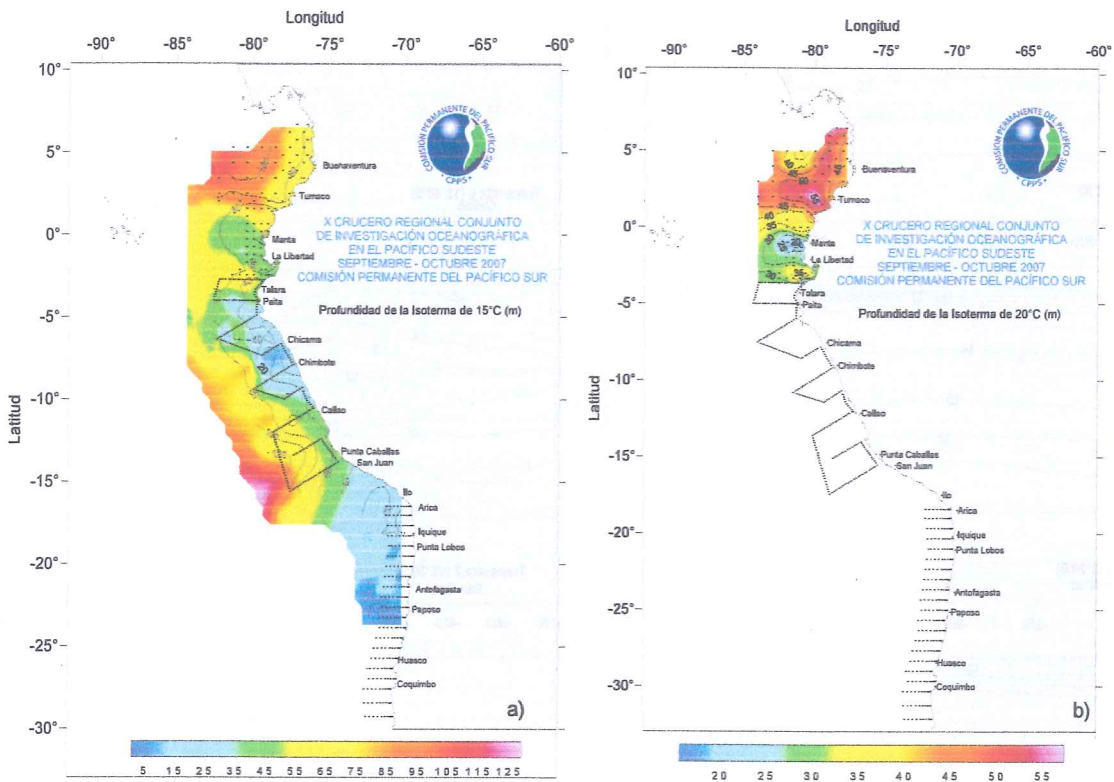 Longitud
-90° -85° -80° -75° -70° -65° -60°
10°
5°
0°
-5°
-10°
-15°
-20°
-25°
-30°
Latitud
COMISIÓN PERMANENTE DEL PACÍFICO SUR
CPPS
Buenaventura
Tumaco
X CRUCERO REGIONAL CONJUNTO
DE INVESTIGACIÓN OCEANOGRÁFICA
EN EL PACÍFICO SUDESTE
SEPTIEMBRE - OCTUBRE 2007
COMISIÓN PERMANENTE DEL PACÍFICO SUR
Manta
La Libertad
Talara
Paita
Profundidad de la Isoterma de 15°C (m)
Chicama
Chimbote
20
Callao
Punta Caballas
San Juan
Ilo
Arica
Iquique
Punta Lobos
Antofagasta
Paposo
Huasco
Coquimbo
a)
5 15 25 35 45 55 65 75 85 95 105 115 125
Longitud
-90° -85° -80° -75° -70° -65° -60°
10°
5°
0°
-5°
-10°
-15°
-20°
-25°
-30°
Latitud
COMISIÓN PERMANENTE DEL PACÍFICO SUR
CPPS
Buenaventura
Tumaco
X CRUCERO REGIONAL CONJUNTO
DE INVESTIGACIÓN OCEANOGRÁFICA
EN EL PACÍFICO SUDESTE
SEPTIEMBRE - OCTUBRE 2007
COMISIÓN PERMANENTE DEL PACÍFICO SUR
Manta
La Libertad
Talara
Paita
Profundidad de la Isoterma de 20°C (m)
Chicama
Chimbote
Callao
Punta Caballas
San Juan
Ilo
Arica
Iquique
Punta Lobos
Antofagasta
Paposo
Huasco
Coquimbo
b)
20 25 30 35 40 45 50 55